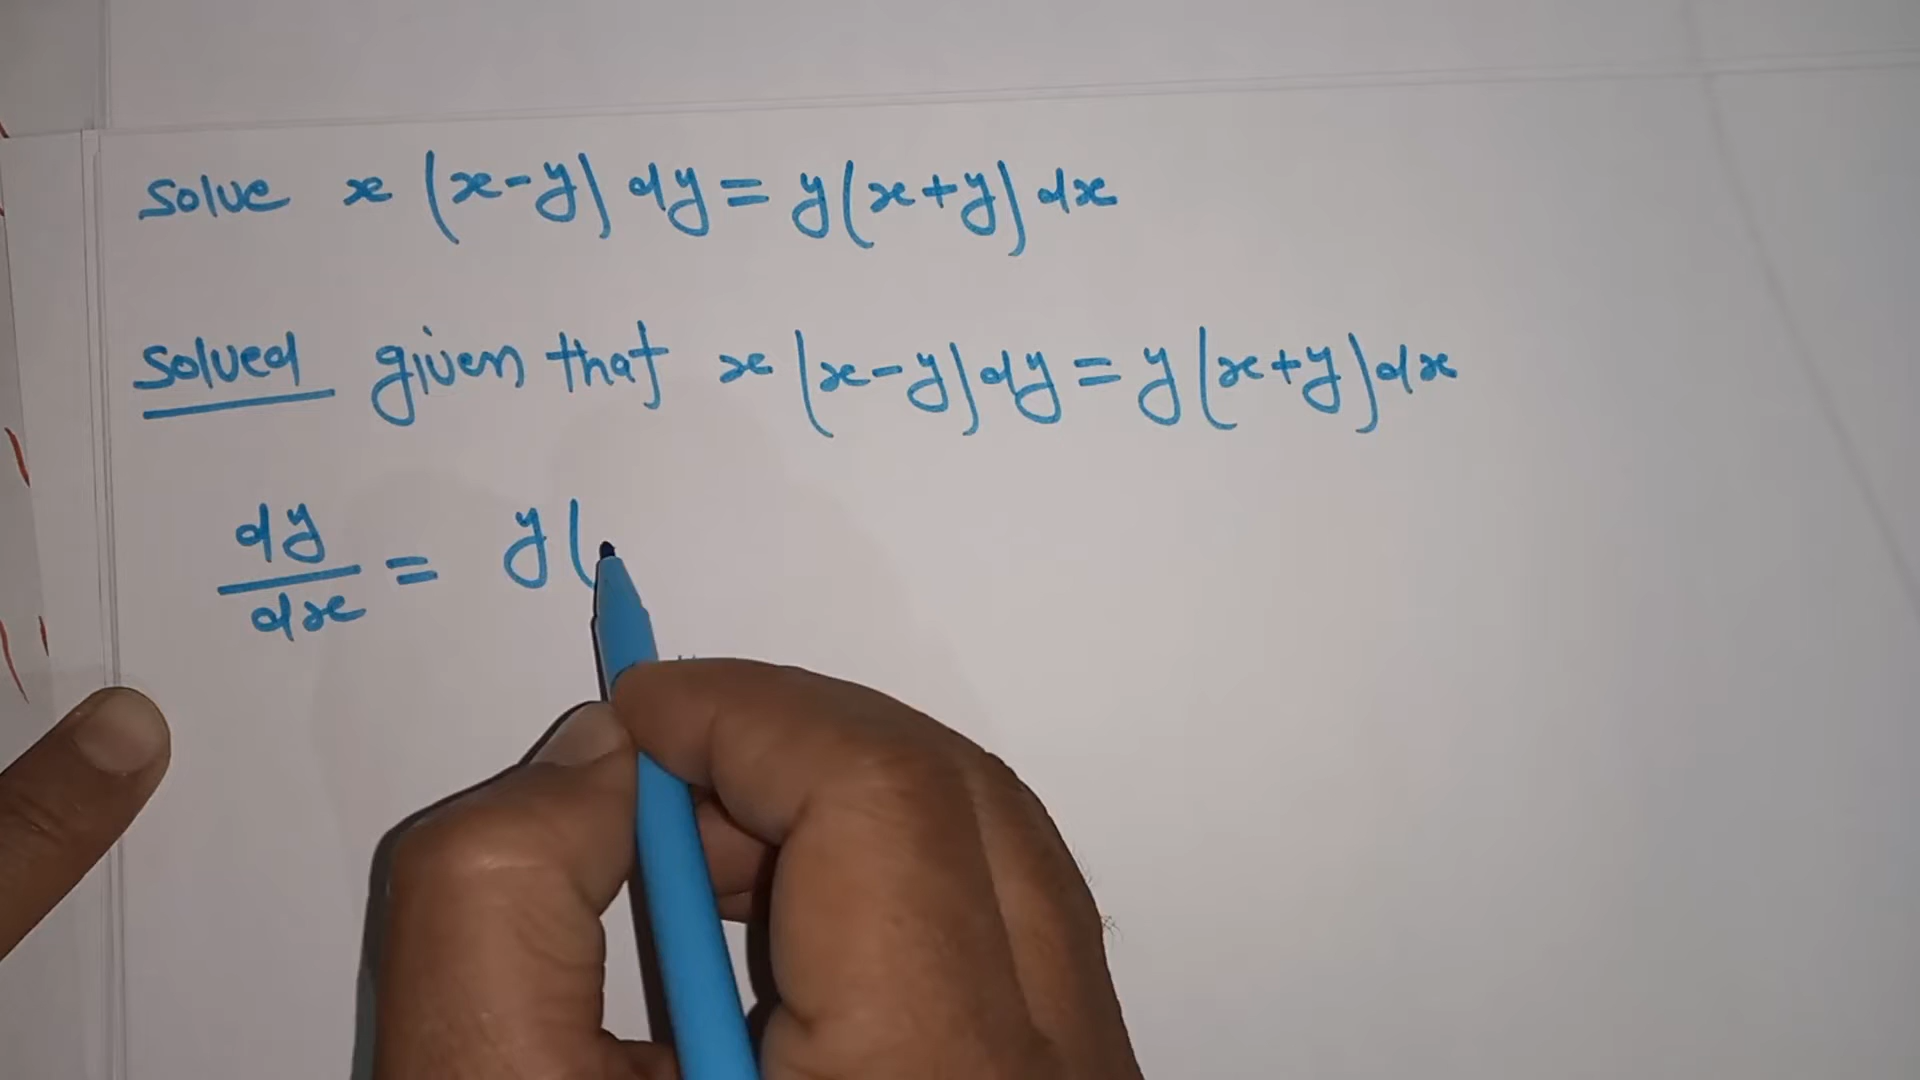 solve x (x-y) dy = y(x+y) dx
solved given that x (x-y) dy = y (x+y) dx
dy/dx = y (